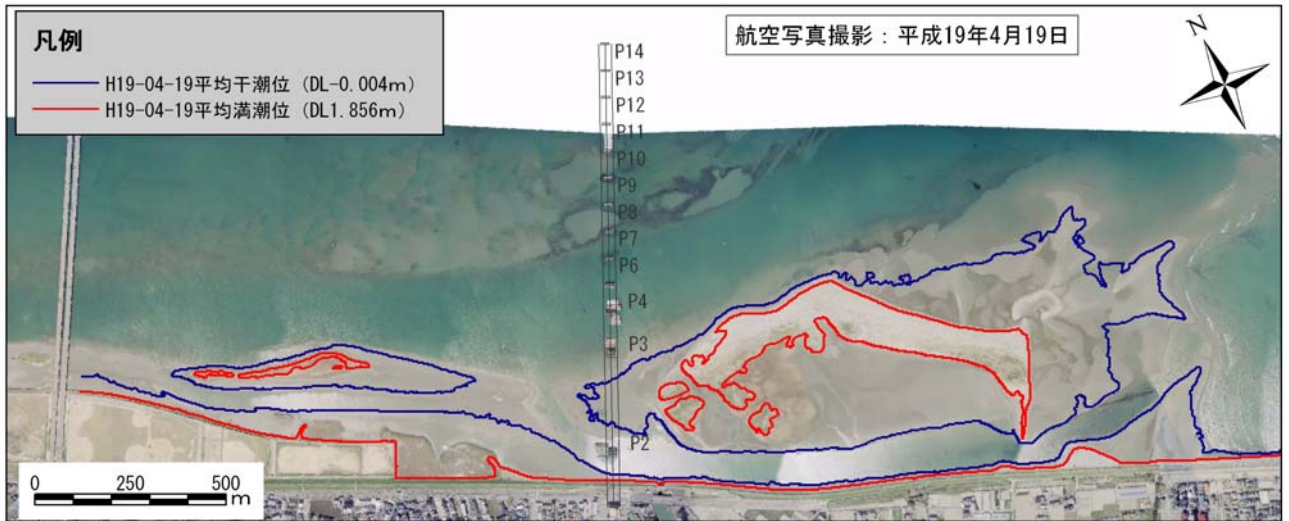 凡例
H19-04-19平均干潮位 (DL-0.004m)
H19-04-19平均満潮位 (DL1.856m)
航空写真撮影：平成19年4月19日
N
P14
P13
P12
P11
P10
P9
P8
P7
P6
P4
P3
P2
0 250 500
m